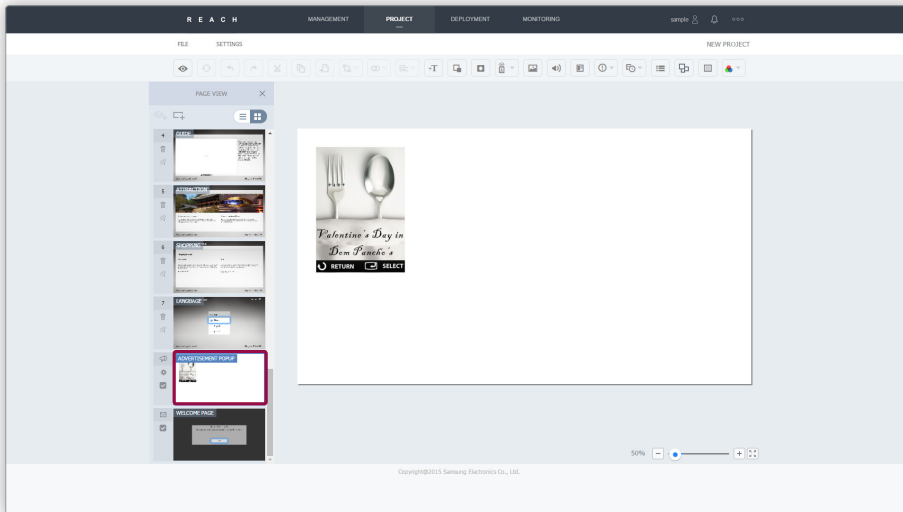 REACH MANAGEMENT PROJECT DEPLOYMENT MONITORING sample
FILE SETTINGS NEW PROJECT
PAGE VIEW
4 GUIDE
5 ATTRACTION
6 SHOPPING
7 LANGUAGE
ADVERTISEMENT POPUP
WELCOME PAGE
Valentine's Day in
Dom Pancho's
RETURN SELECT
50%
Copyright@2015 Samsung Electronics Co., Ltd.